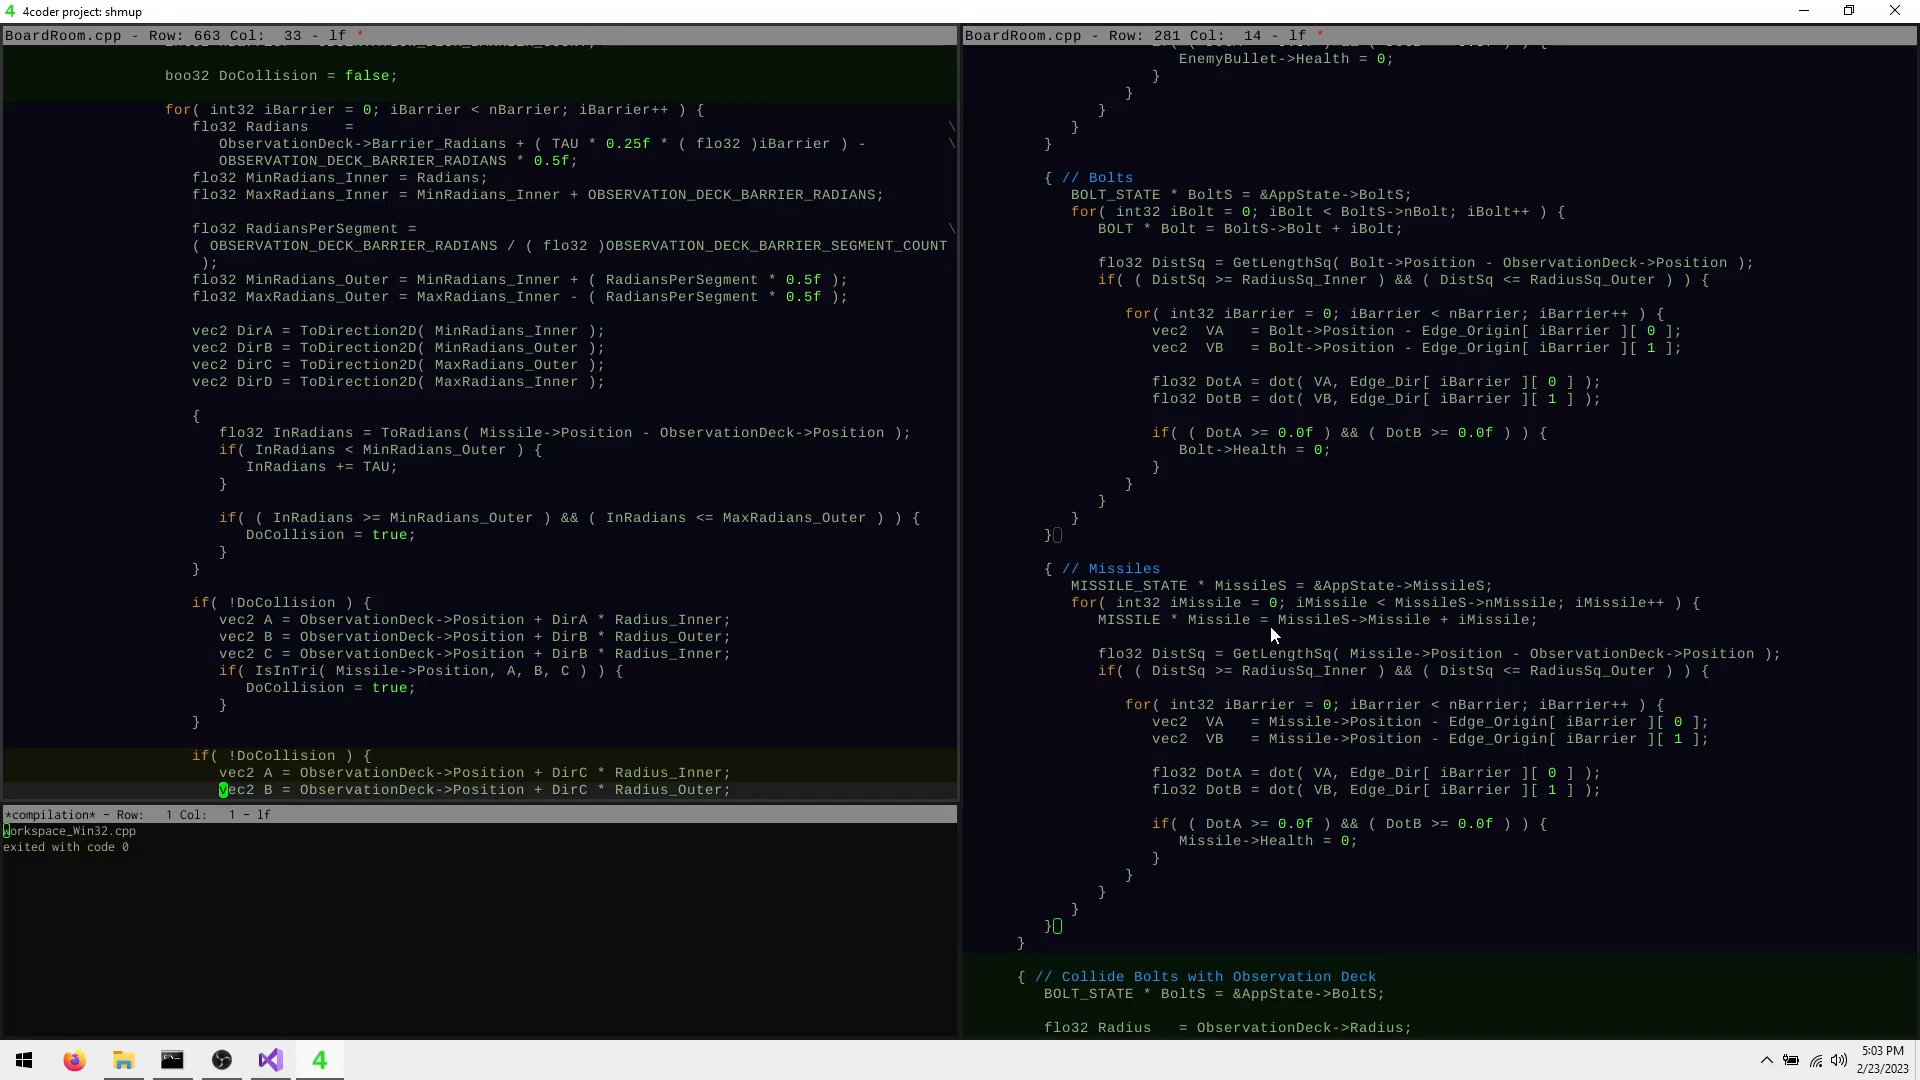 4 4coder project: shmup
BoardRoom.cpp - Row: 663 Col:  33 - lf *
boo32 DoCollision = false;
for( int32 iBarrier = 0; iBarrier < nBarrier; iBarrier++ ) {
flo32 Radians    = \
ObservationDeck->Barrier_Radians + ( TAU * 0.25f * ( flo32 )iBarrier ) - \
OBSERVATION_DECK_BARRIER_RADIANS * 0.5f;
flo32 MinRadians_Inner = Radians;
flo32 MaxRadians_Inner = MinRadians_Inner + OBSERVATION_DECK_BARRIER_RADIANS;
flo32 RadiansPerSegment = \
( OBSERVATION_DECK_BARRIER_RADIANS / ( flo32 )OBSERVATION_DECK_BARRIER_SEGMENT_COUNT
);
flo32 MinRadians_Outer = MinRadians_Inner + ( RadiansPerSegment * 0.5f );
flo32 MaxRadians_Outer = MaxRadians_Inner - ( RadiansPerSegment * 0.5f );
vec2 DirA = ToDirection2D( MinRadians_Inner );
vec2 DirB = ToDirection2D( MinRadians_Outer );
vec2 DirC = ToDirection2D( MaxRadians_Outer );
vec2 DirD = ToDirection2D( MaxRadians_Inner );
{
flo32 InRadians = ToRadians( Missile->Position - ObservationDeck->Position );
if( InRadians < MinRadians_Outer ) {
InRadians += TAU;
}
if( ( InRadians >= MinRadians_Outer ) && ( InRadians <= MaxRadians_Outer ) ) {
DoCollision = true;
}
}
if( !DoCollision ) {
vec2 A = ObservationDeck->Position + DirA * Radius_Inner;
vec2 B = ObservationDeck->Position + DirB * Radius_Outer;
vec2 C = ObservationDeck->Position + DirB * Radius_Inner;
if( IsInTri( Missile->Position, A, B, C ) ) {
DoCollision = true;
}
}
if( !DoCollision ) {
vec2 A = ObservationDeck->Position + DirC * Radius_Inner;
vec2 B = ObservationDeck->Position + DirC * Radius_Outer;
*compilation* - Row:   1 Col:   1 - lf
workspace_Win32.cpp
exited with code 0
BoardRoom.cpp - Row: 281 Col:  14 - lf *
EnemyBullet->Health = 0;
}
}
}
}
}
{ // Bolts
BOLT_STATE * BoltS = &AppState->BoltS;
for( int32 iBolt = 0; iBolt < BoltS->nBolt; iBolt++ ) {
BOLT * Bolt = BoltS->Bolt + iBolt;
flo32 DistSq = GetLengthSq( Bolt->Position - ObservationDeck->Position );
if( ( DistSq >= RadiusSq_Inner ) && ( DistSq <= RadiusSq_Outer ) ) {
for( int32 iBarrier = 0; iBarrier < nBarrier; iBarrier++ ) {
vec2  VA   = Bolt->Position - Edge_Origin[ iBarrier ][ 0 ];
vec2  VB   = Bolt->Position - Edge_Origin[ iBarrier ][ 1 ];
flo32 DotA = dot( VA, Edge_Dir[ iBarrier ][ 0 ] );
flo32 DotB = dot( VB, Edge_Dir[ iBarrier ][ 1 ] );
if( ( DotA >= 0.0f ) && ( DotB >= 0.0f ) ) {
Bolt->Health = 0;
}
}
}
}
}
{ // Missiles
MISSILE_STATE * MissileS = &AppState->MissileS;
for( int32 iMissile = 0; iMissile < MissileS->nMissile; iMissile++ ) {
MISSILE * Missile = MissileS->Missile + iMissile;
flo32 DistSq = GetLengthSq( Missile->Position - ObservationDeck->Position );
if( ( DistSq >= RadiusSq_Inner ) && ( DistSq <= RadiusSq_Outer ) ) {
for( int32 iBarrier = 0; iBarrier < nBarrier; iBarrier++ ) {
vec2  VA   = Missile->Position - Edge_Origin[ iBarrier ][ 0 ];
vec2  VB   = Missile->Position - Edge_Origin[ iBarrier ][ 1 ];
flo32 DotA = dot( VA, Edge_Dir[ iBarrier ][ 0 ] );
flo32 DotB = dot( VB, Edge_Dir[ iBarrier ][ 1 ] );
if( ( DotA >= 0.0f ) && ( DotB >= 0.0f ) ) {
Missile->Health = 0;
}
}
}
}
}
}
{ // Collide Bolts with Observation Deck
BOLT_STATE * BoltS = &AppState->BoltS;
flo32 Radius   = ObservationDeck->Radius;
4
5:03 PM
2/23/2023